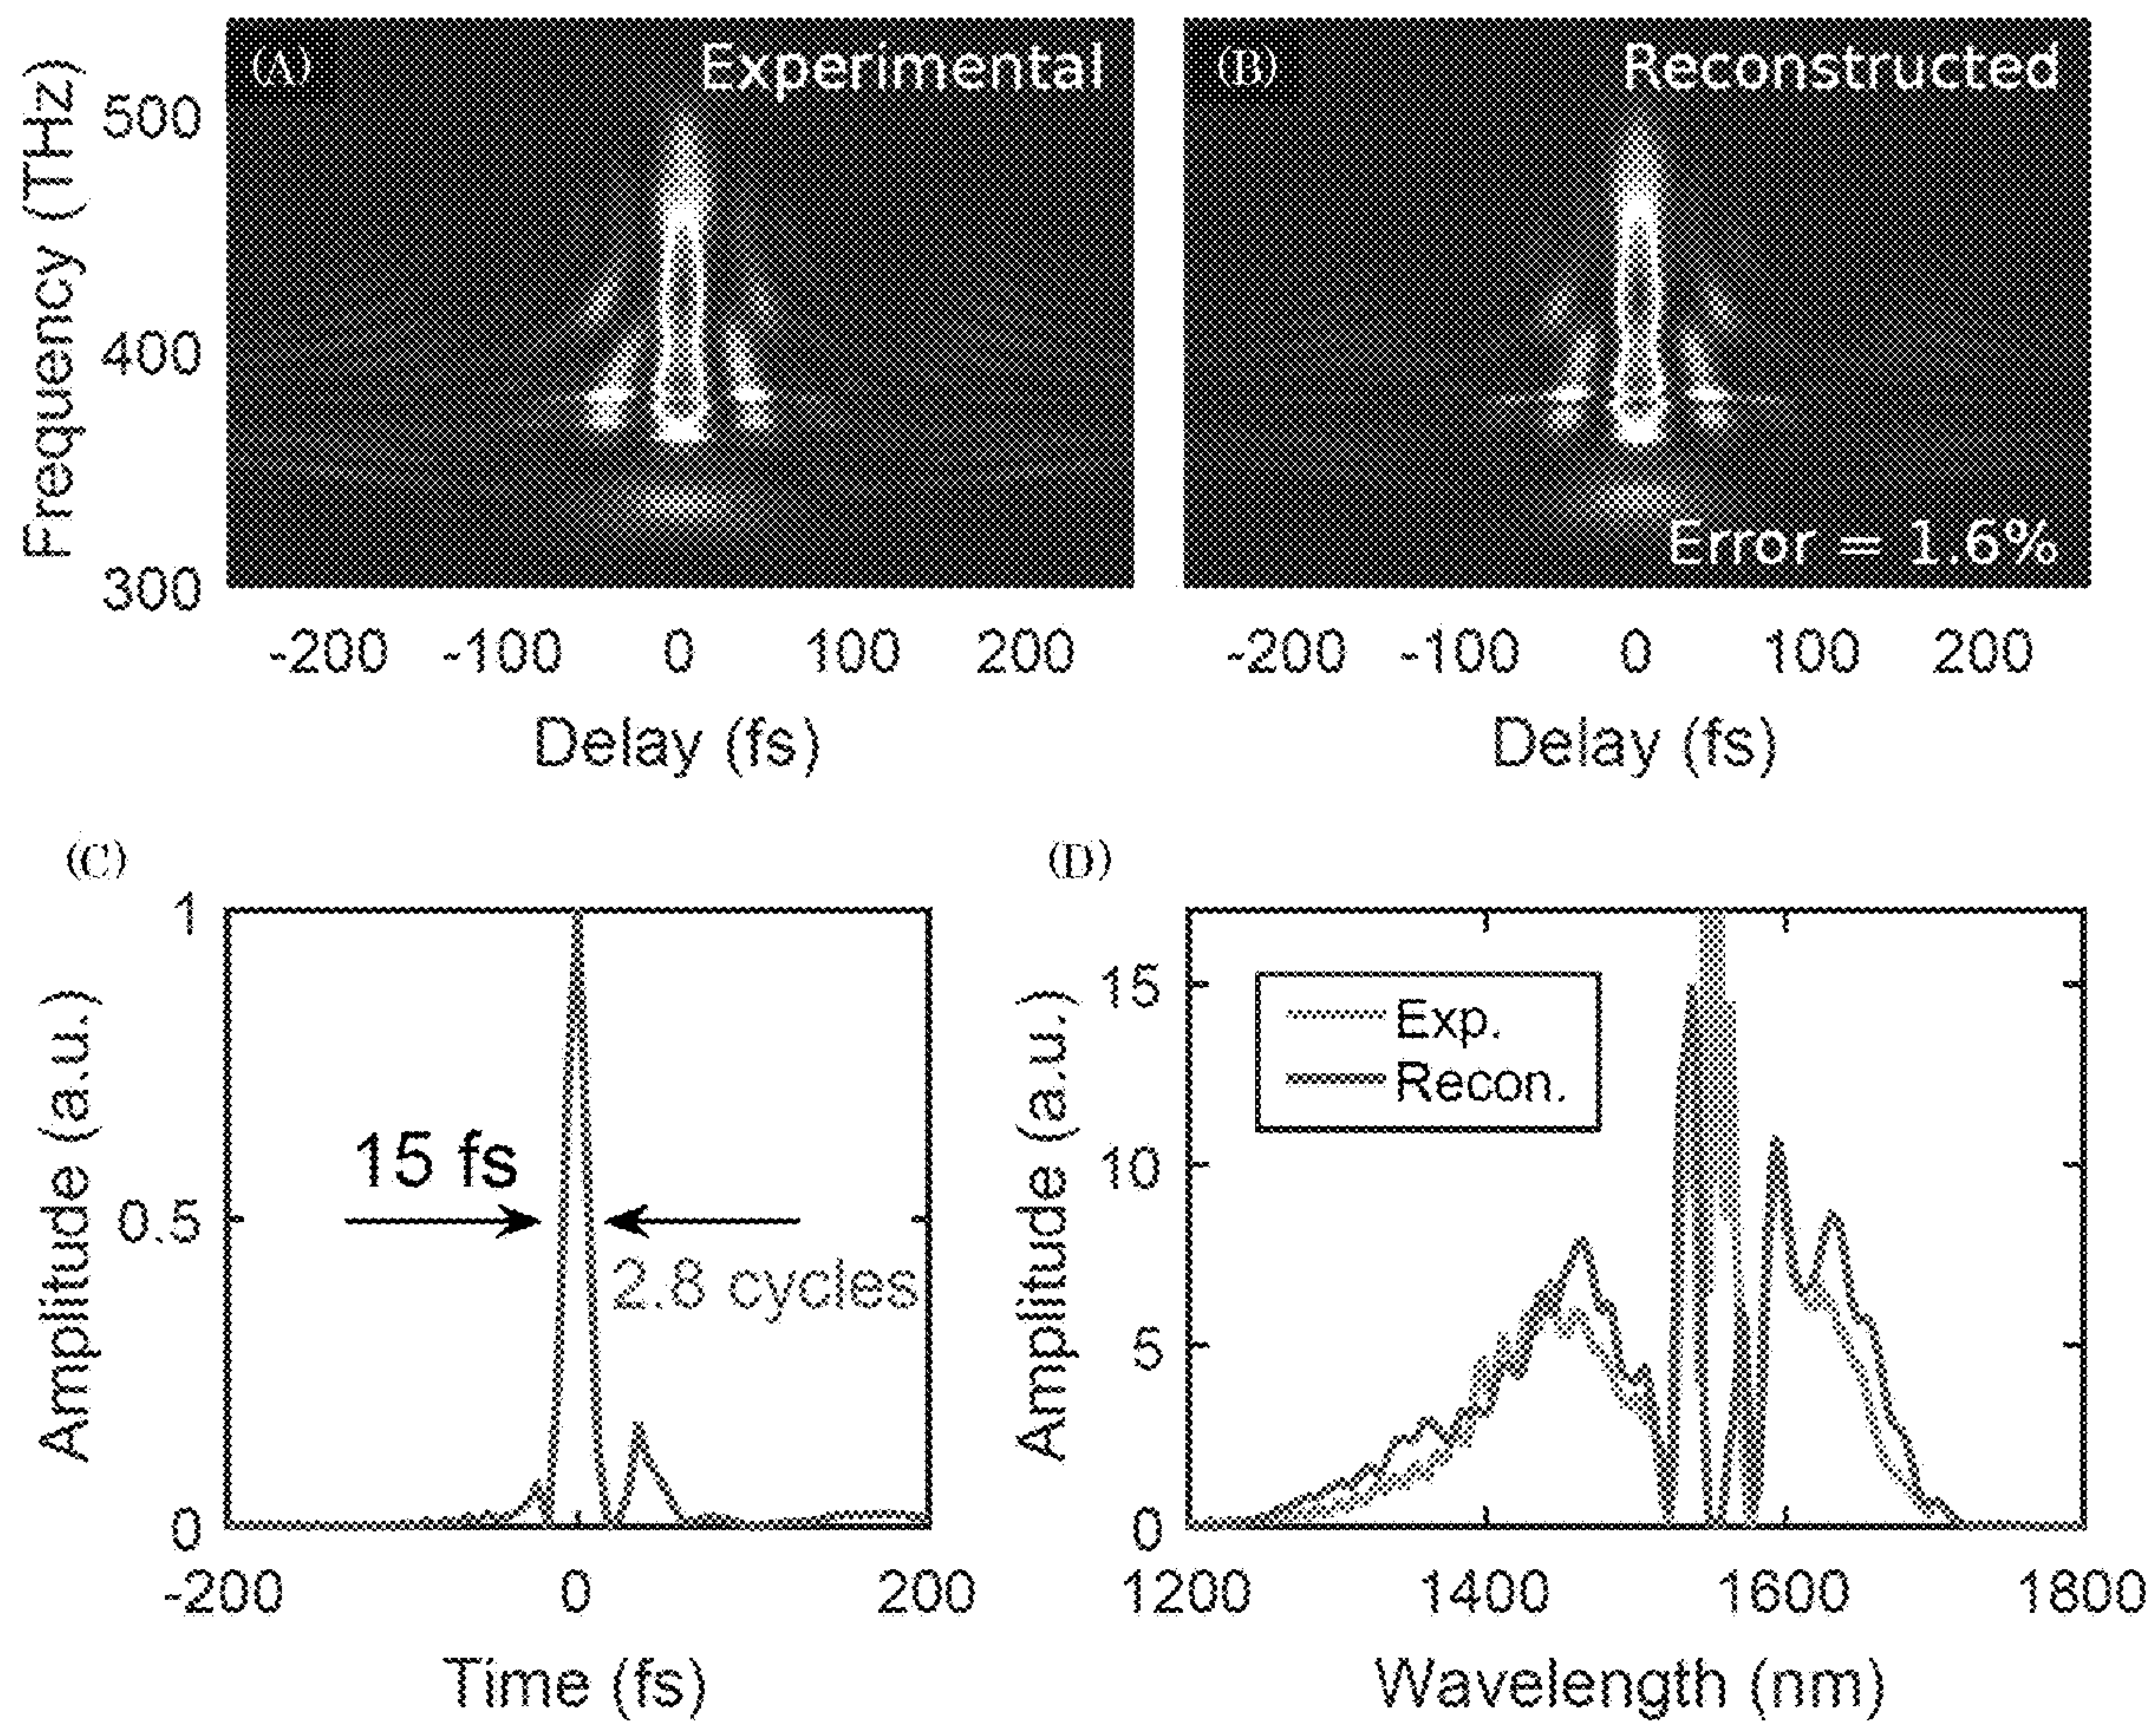 (A)
Experimental
(B)
Reconstructed
Error = 1.6%
Frequency (THz)
500
400
300
-200 -100 0 100 200
-200 -100 0 100 200
Delay (fs)
Delay (fs)
(C)
Amplitude (a.u.)
1
0.5
0
15 fs
2.8 cycles
-200 0 200
Time (fs)
(D)
Amplitude (a.u.)
15
10
5
0
Exp.
Recon.
1200 1400 1600 1800
Wavelength (nm)